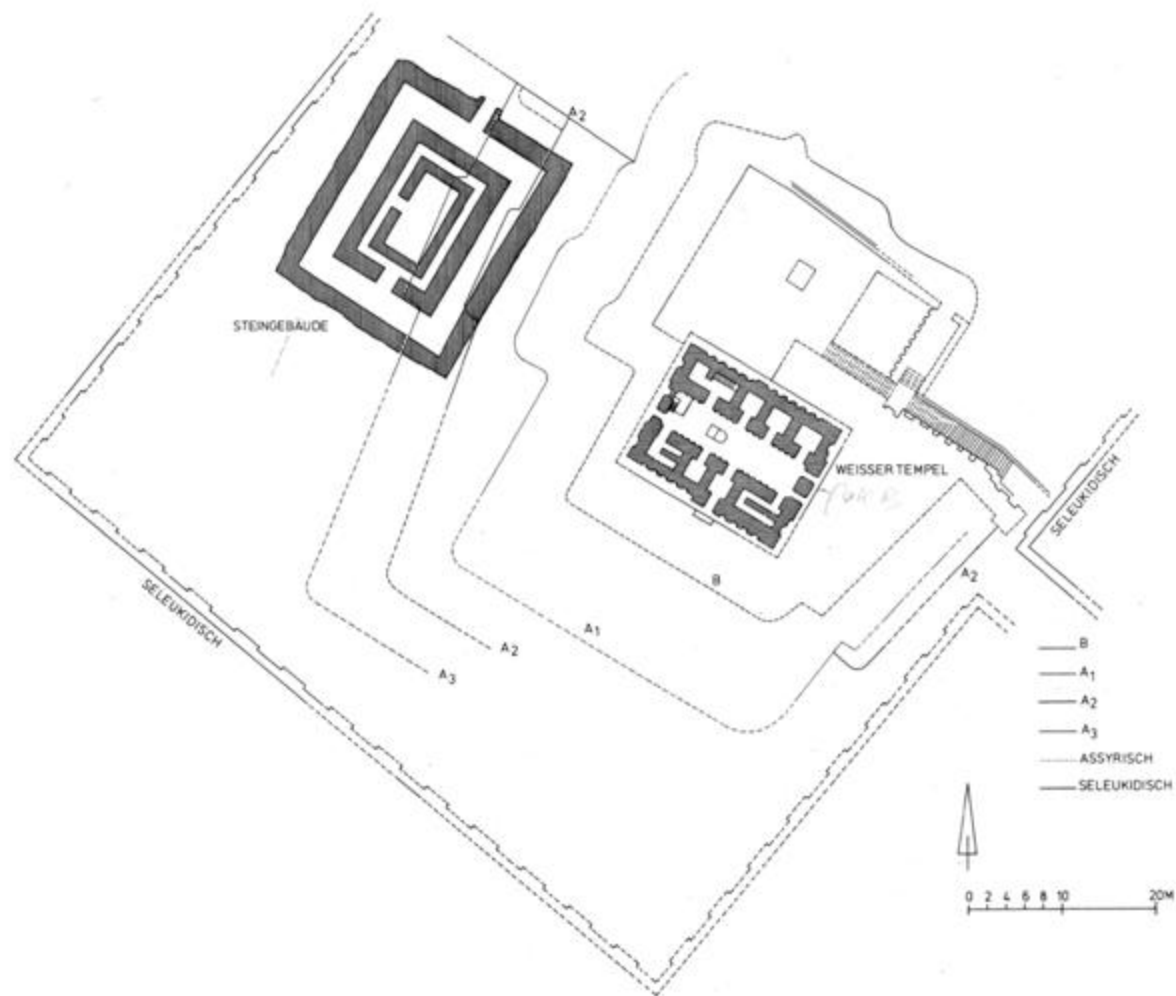 A2
STEINGEBÄUDE
WEISSER TEMPEL
SELEUKIDISCH
SELEUKIDISCH
B
A2
A1
A2
A3
B
A1
A2
A3
ASSYRISCH
SELEUKIDISCH
0 2 4 6 8 10 20M